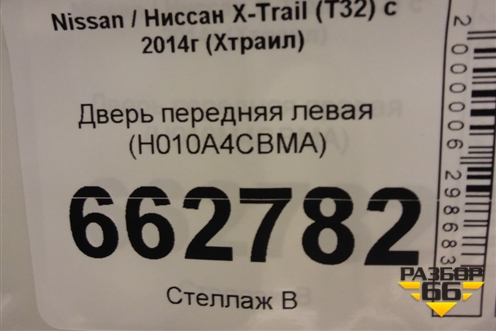 Nissan / Ниссан X-Trail (T32) с
2014г (Хтраил)
Дверь передняя левая
(H010A4CBMA)
662782
Стеллаж В
РАЗБОР
66